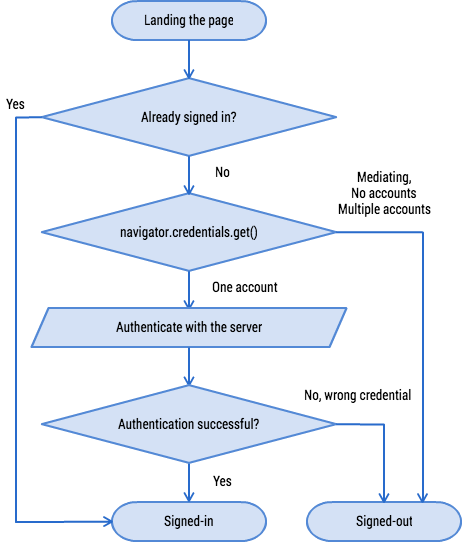 Landing the page
Yes
Already signed in?
No
Mediating,
No accounts
Multiple accounts
navigator.credentials.get()
One account
Authenticate with the server
No, wrong credential
Authentication successful?
Yes
Signed-in
Signed-out